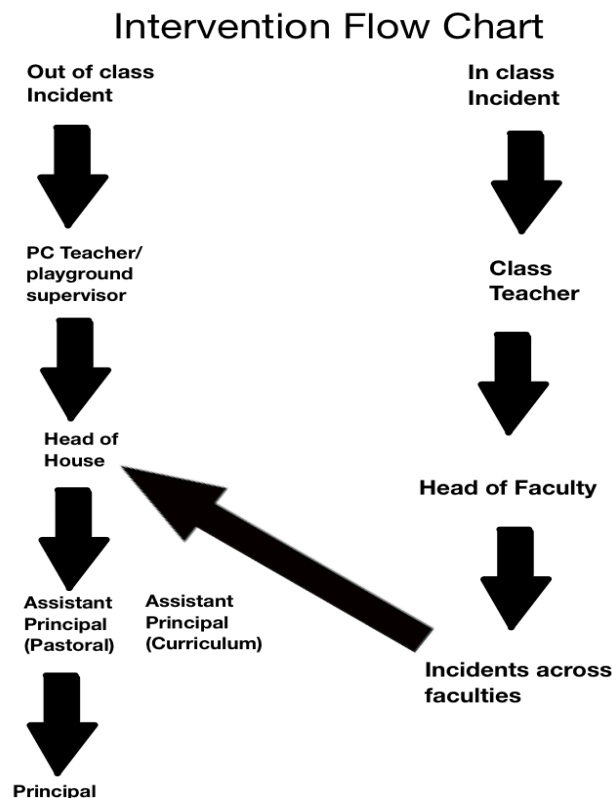 Intervention Flow Chart
Out of class
Incident
In class
Incident
PC Teacher/
playground
supervisor
Class
Teacher
Head of
House
Head of Faculty
Assistant
Principal
(Pastoral)
Assistant
Principal
(Curriculum)
Incidents across
faculties
Principal